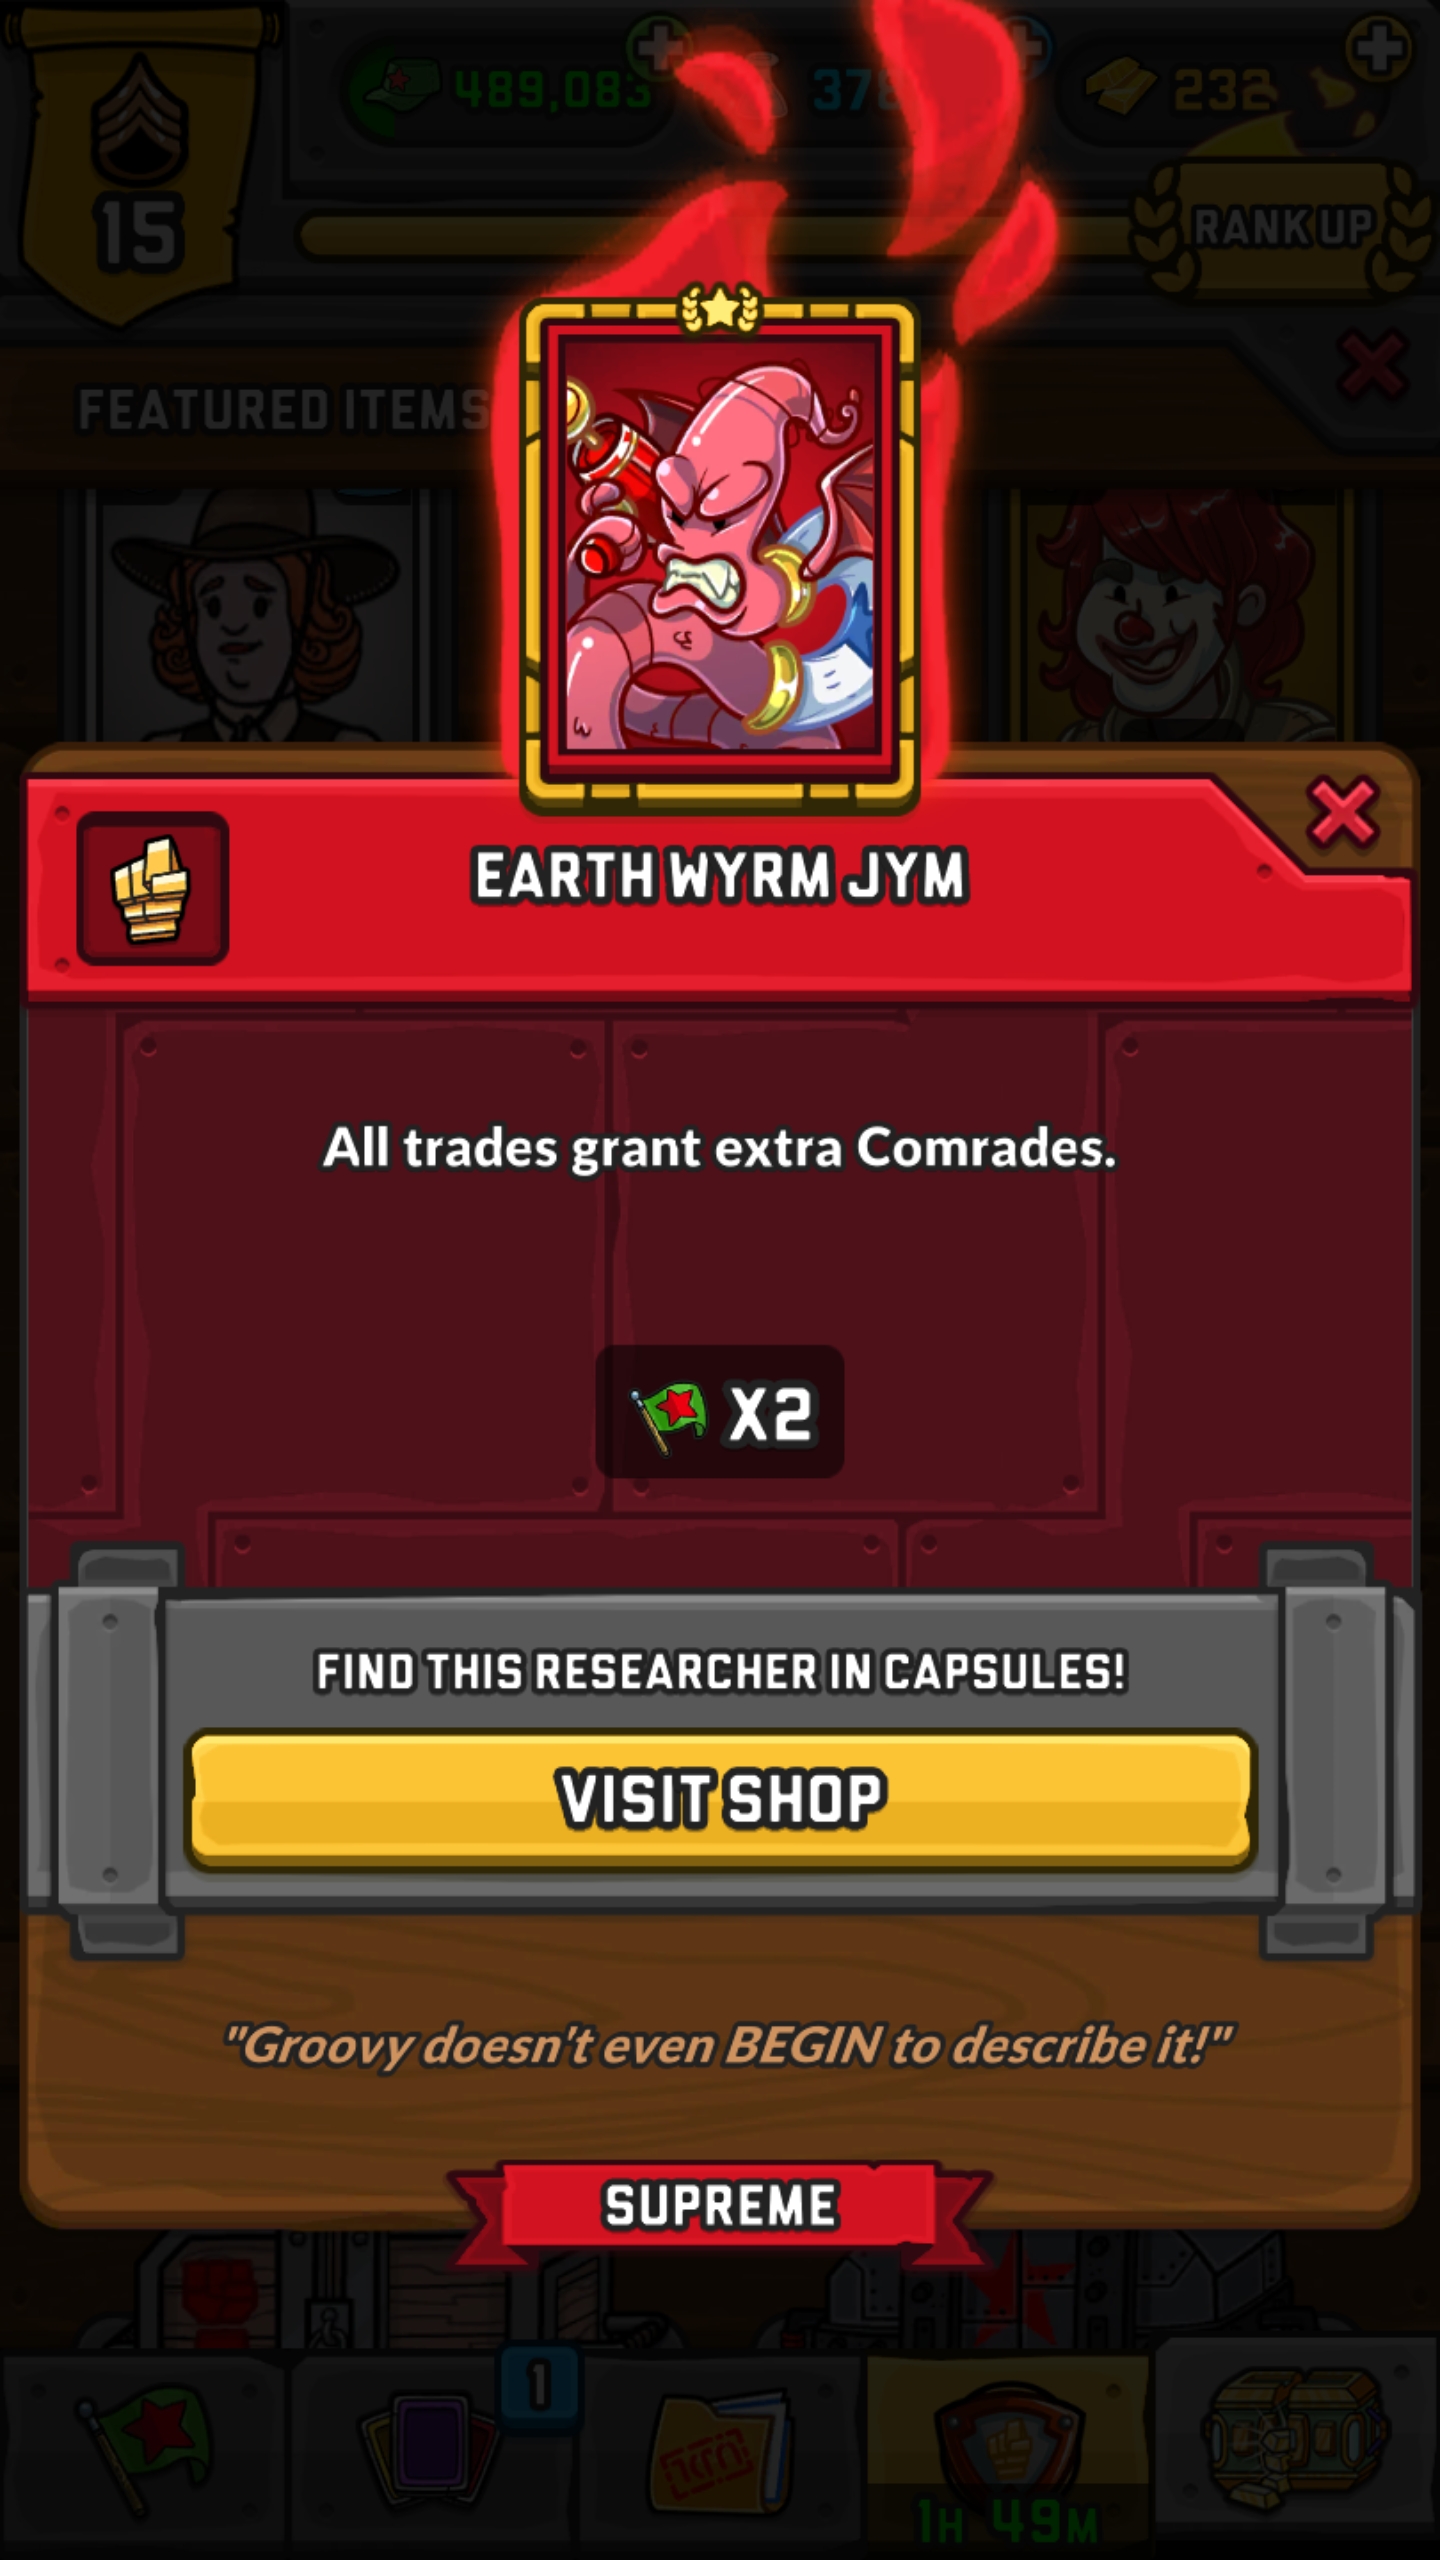 489,083
232
15
RANK UP
FEATURED ITEMS
EARTH WYRM JYM
All trades grant extra Comrades.
X2
FIND THIS RESEARCHER IN CAPSULES!
VISIT SHOP
"Groovy doesn't even BEGIN to describe it!"
SUPREME
1
1H 49M